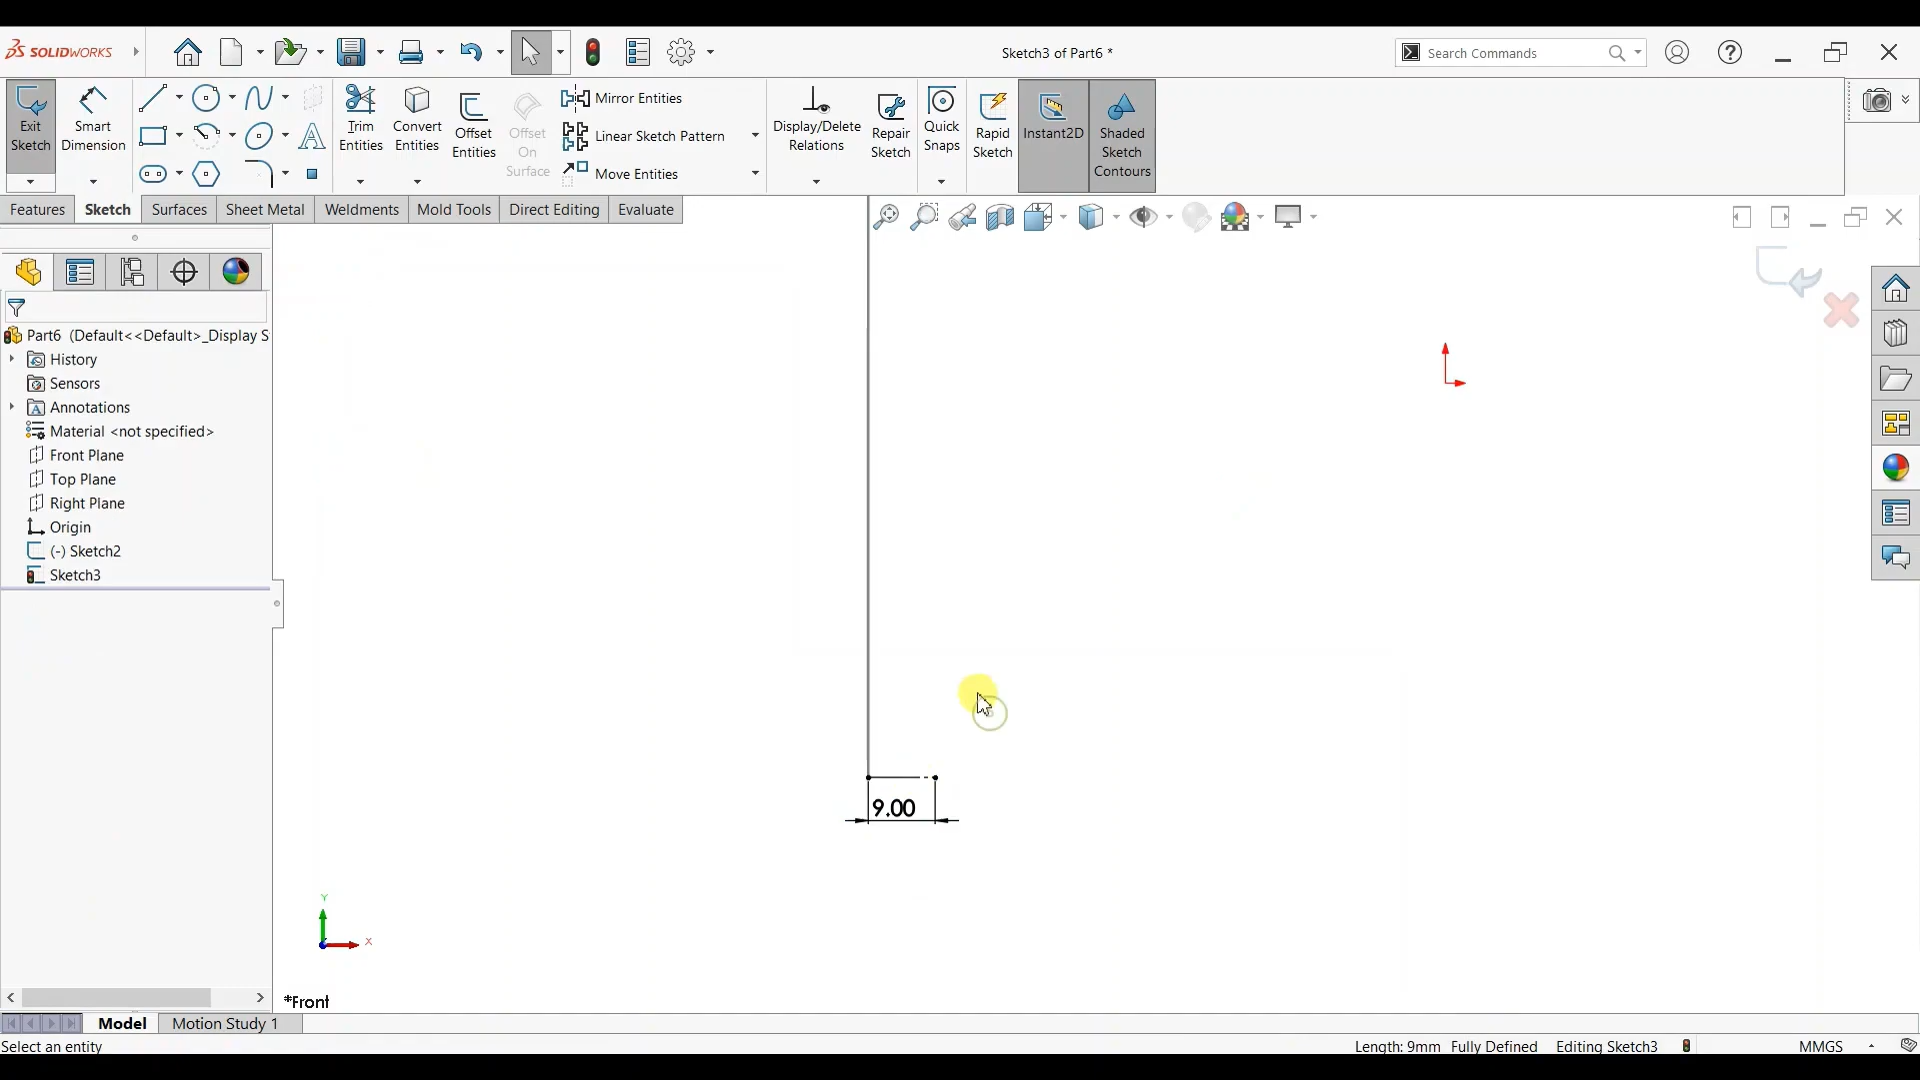 SOLIDWORKS
Sketch3 of Part6 *
Search Commands
Exit Sketch
Smart Dimension
Trim Entities
Convert Entities
Offset Entities
Offset On Surface
Mirror Entities
Linear Sketch Pattern
Move Entities
Display/Delete Relations
Repair Sketch
Quick Snaps
Rapid Sketch
Instant2D
Shaded Sketch Contours
Features
Sketch
Surfaces
Sheet Metal
Weldments
Mold Tools
Direct Editing
Evaluate
Part6 (Default<<Default>_Display S
History
Sensors
Annotations
Material <not specified>
Front Plane
Top Plane
Right Plane
Origin
(-) Sketch2
Sketch3
9.00
Y
X
*Front
Model
Motion Study 1
Select an entity
Length: 9mm
Fully Defined
Editing Sketch3
MMGS